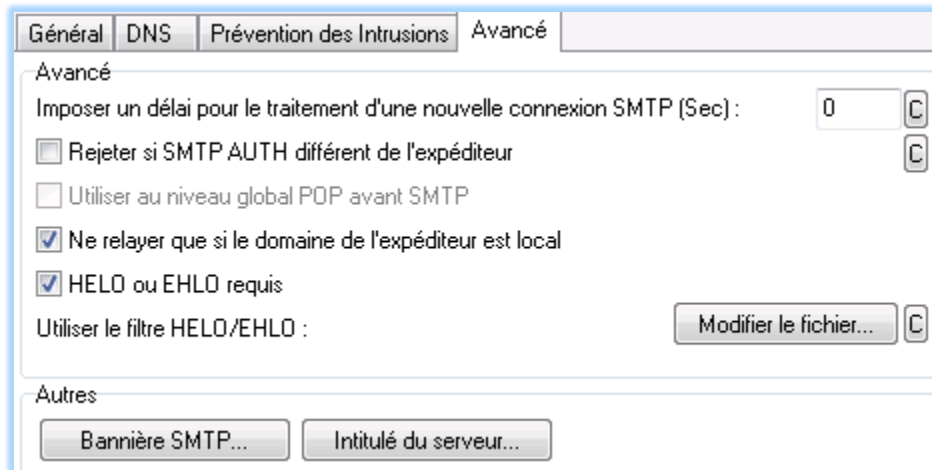 Général DNS Prévention des Intrusions Avancé
Avancé
Imposer un délai pour le traitement d'une nouvelle connexion SMTP (Sec) : 0 C
Rejeter si SMTP AUTH différent de l'expéditeur C
Utiliser au niveau global POP avant SMTP
Ne relayer que si le domaine de l'expéditeur est local
HELO ou EHLO requis
Utiliser le filtre HELO/EHLO : Modifier le fichier... C
Autres
Bannière SMTP... Intitulé du serveur...